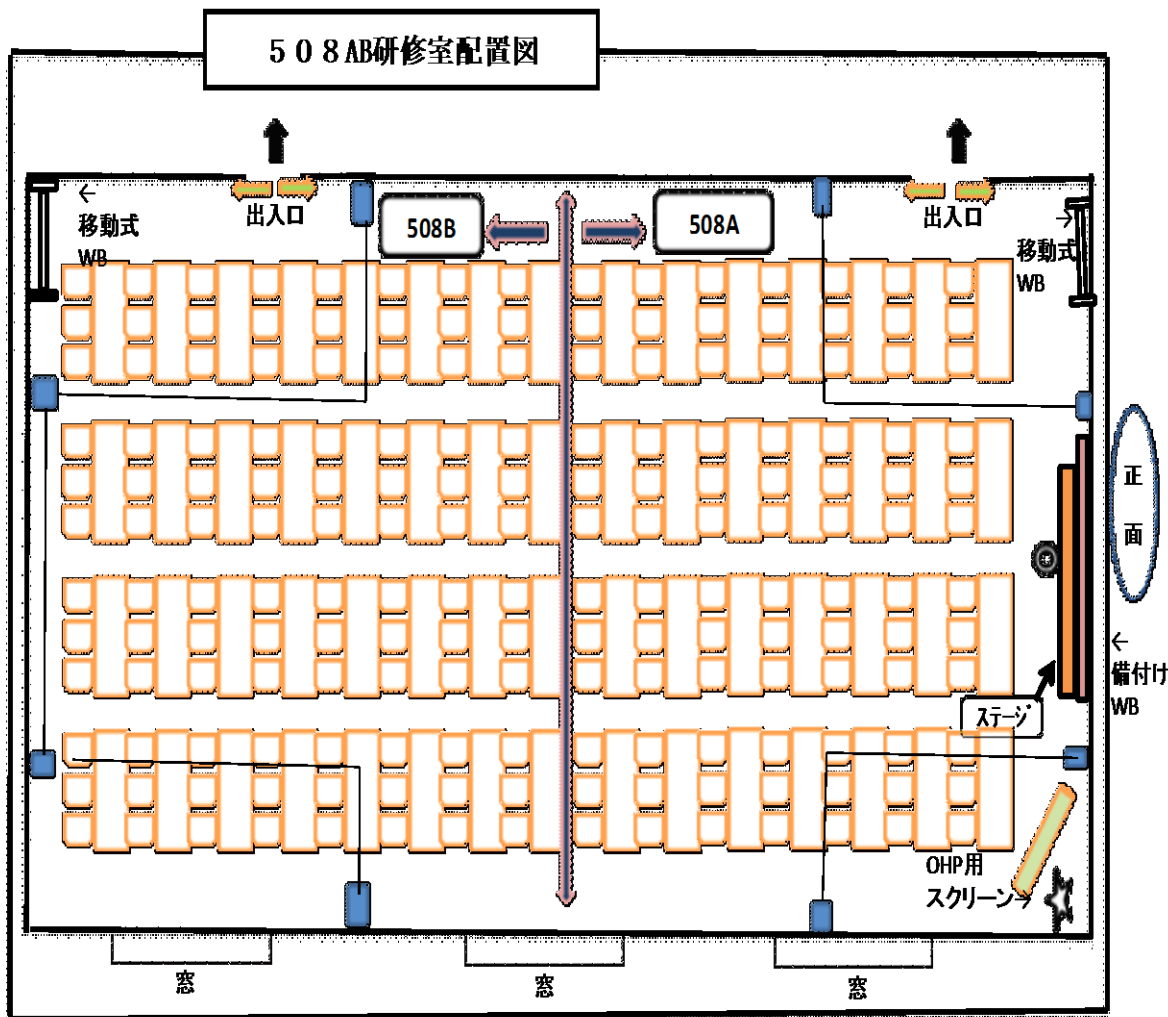 ５０８AB研修室配置図
←
移動式
WB
出入口
508B
508A
出入口
→
移動式
WB
正
面
←
備付け
WB
ステージ
OHP用
スクリーン→
窓
窓
窓